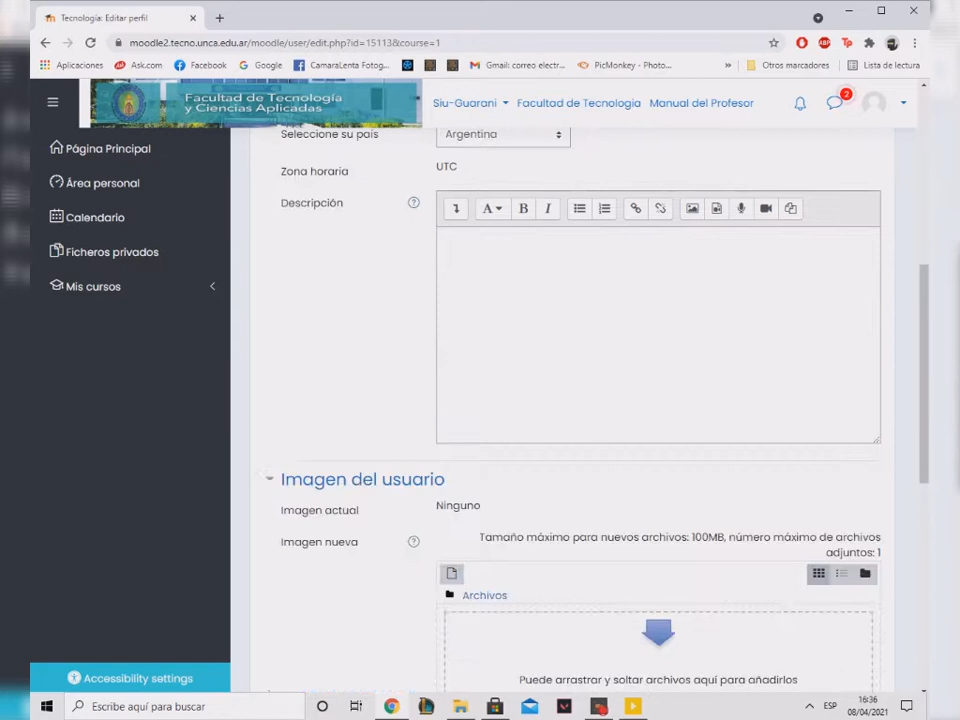 Tecnología: Editar perfil
moodle2.tecno.unca.edu.ar/moodle/user/edit.php?id=15113&course=1
ABP
Tp
Aplicaciones
Ask.com
Facebook
Google
CamaraLenta Fotog...
Gmail: correo electr...
PicMonkey - Photo...
»
Otros marcadores
Lista de lectura
Facultad de Tecnología
y Ciencias Aplicadas
Siu-Guarani
Facultad de Tecnologia
Manual del Profesor
2
Página Principal
Área personal
Calendario
Ficheros privados
Mis cursos
Seleccione su país
Argentina
Zona horaria
UTC
Descripción
A
B
I
Imagen del usuario
Imagen actual
Ninguno
Imagen nueva
Tamaño máximo para nuevos archivos: 100MB, número máximo de archivos
adjuntos: 1
Archivos
Puede arrastrar y soltar archivos aquí para añadirlos
Accessibility settings
Escribe aquí para buscar
ESP
16:36
08/04/2021